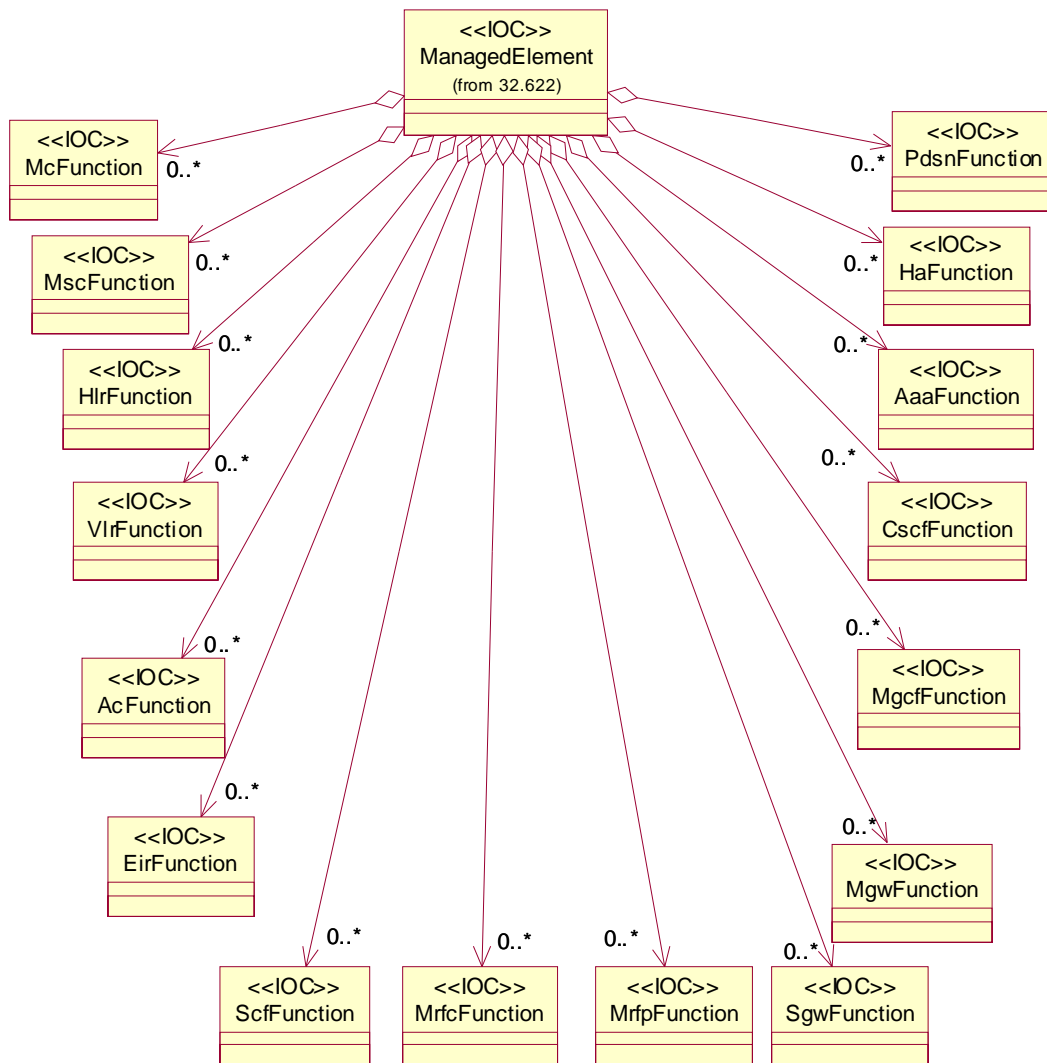 <<IOC>>
ManagedElement
(from 32.622)
<<IOC>>
McFunction
0..*
<<IOC>>
PdsnFunction
0..*
<<IOC>>
MscFunction
0..*
<<IOC>>
HaFunction
0..*
<<IOC>>
HlrFunction
0..*
<<IOC>>
AaaFunction
0..*
<<IOC>>
VlrFunction
0..*
<<IOC>>
CscfFunction
0..*
<<IOC>>
AcFunction
0..*
<<IOC>>
MgcfFunction
0..*
<<IOC>>
EirFunction
0..*
<<IOC>>
MgwFunction
0..*
<<IOC>>
ScfFunction
0..*
<<IOC>>
MrfcFunction
0..*
<<IOC>>
MrfpFunction
0..*
<<IOC>>
SgwFunction
0..*